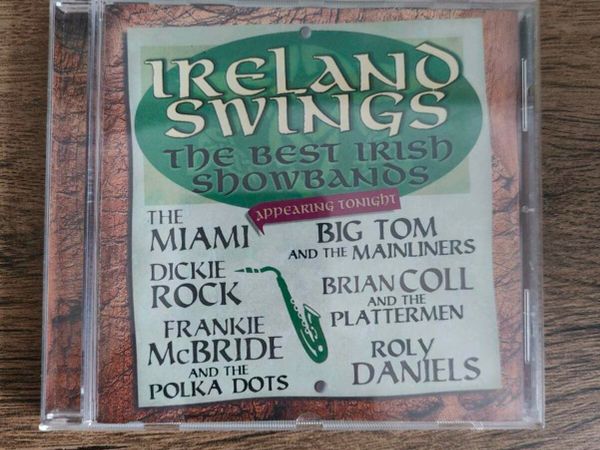 IRELAND
SWINGS
THE BEST IRISH
SHOWBANDS
APPEARING TONIGHT
THE
MIAMI
DICKIE
ROCK
FRANKIE
McBRIDE
AND THE
POLKA DOTS
BIG TOM
AND THE MAINLINERS
BRIAN COLL
AND THE
PLATTERMEN
ROLY
DANIELS